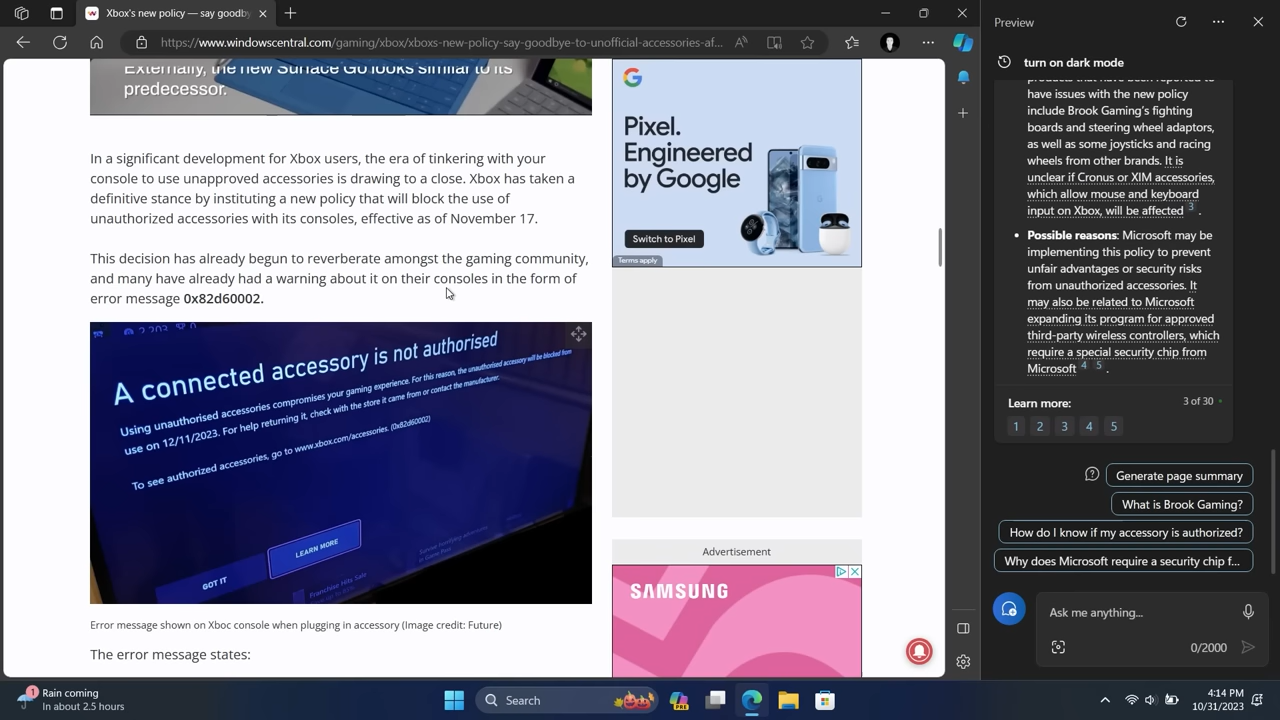 Xbox's new policy — say goodb
https://www.windowscentral.com/gaming/xbox/xboxs-new-policy-say-goodbye-to-unofficial-accessories-af...
Externally, the new Surface Go looks similar to its
predecessor.
In a significant development for Xbox users, the era of tinkering with your
console to use unapproved accessories is drawing to a close. Xbox has taken a
definitive stance by instituting a new policy that will block the use of
unauthorized accessories with its consoles, effective as of November 17.
This decision has already begun to reverberate amongst the gaming community,
and many have already had a warning about it on their consoles in the form of
error message 0x82d60002.
2,203
0
A connected accessory is not authorised
Using unauthorised accessories compromises your gaming experience. For this reason, the unauthorised accessory will be blocked from
use on 12/11/2023. For help returning it, check with the store it came from or contact the manufacturer.
To see authorized accessories, go to www.xbox.com/accessories. (0x82d60002)
GOT IT
LEARN MORE
Franchise Hits Sale
Error message shown on Xboc console when plugging in accessory (Image credit: Future)
The error message states:
Pixel.
Engineered
by Google
Switch to Pixel
Terms apply
Advertisement
SAMSUNG
Preview
turn on dark mode
products that have been reported to
have issues with the new policy
include Brook Gaming's fighting
boards and steering wheel adaptors,
as well as some joysticks and racing
wheels from other brands. It is
unclear if Cronus or XIM accessories,
which allow mouse and keyboard
input on Xbox, will be affected 3 .
• Possible reasons: Microsoft may be
implementing this policy to prevent
unfair advantages or security risks
from unauthorized accessories. It
may also be related to Microsoft
expanding its program for approved
third-party wireless controllers, which
require a special security chip from
Microsoft 4 5 .
Learn more:
3 of 30
1 2 3 4 5
Generate page summary
What is Brook Gaming?
How do I know if my accessory is authorized?
Why does Microsoft require a security chip f...
Ask me anything...
0/2000
1
Rain coming
In about 2.5 hours
Search
PRE
4:14 PM
10/31/2023